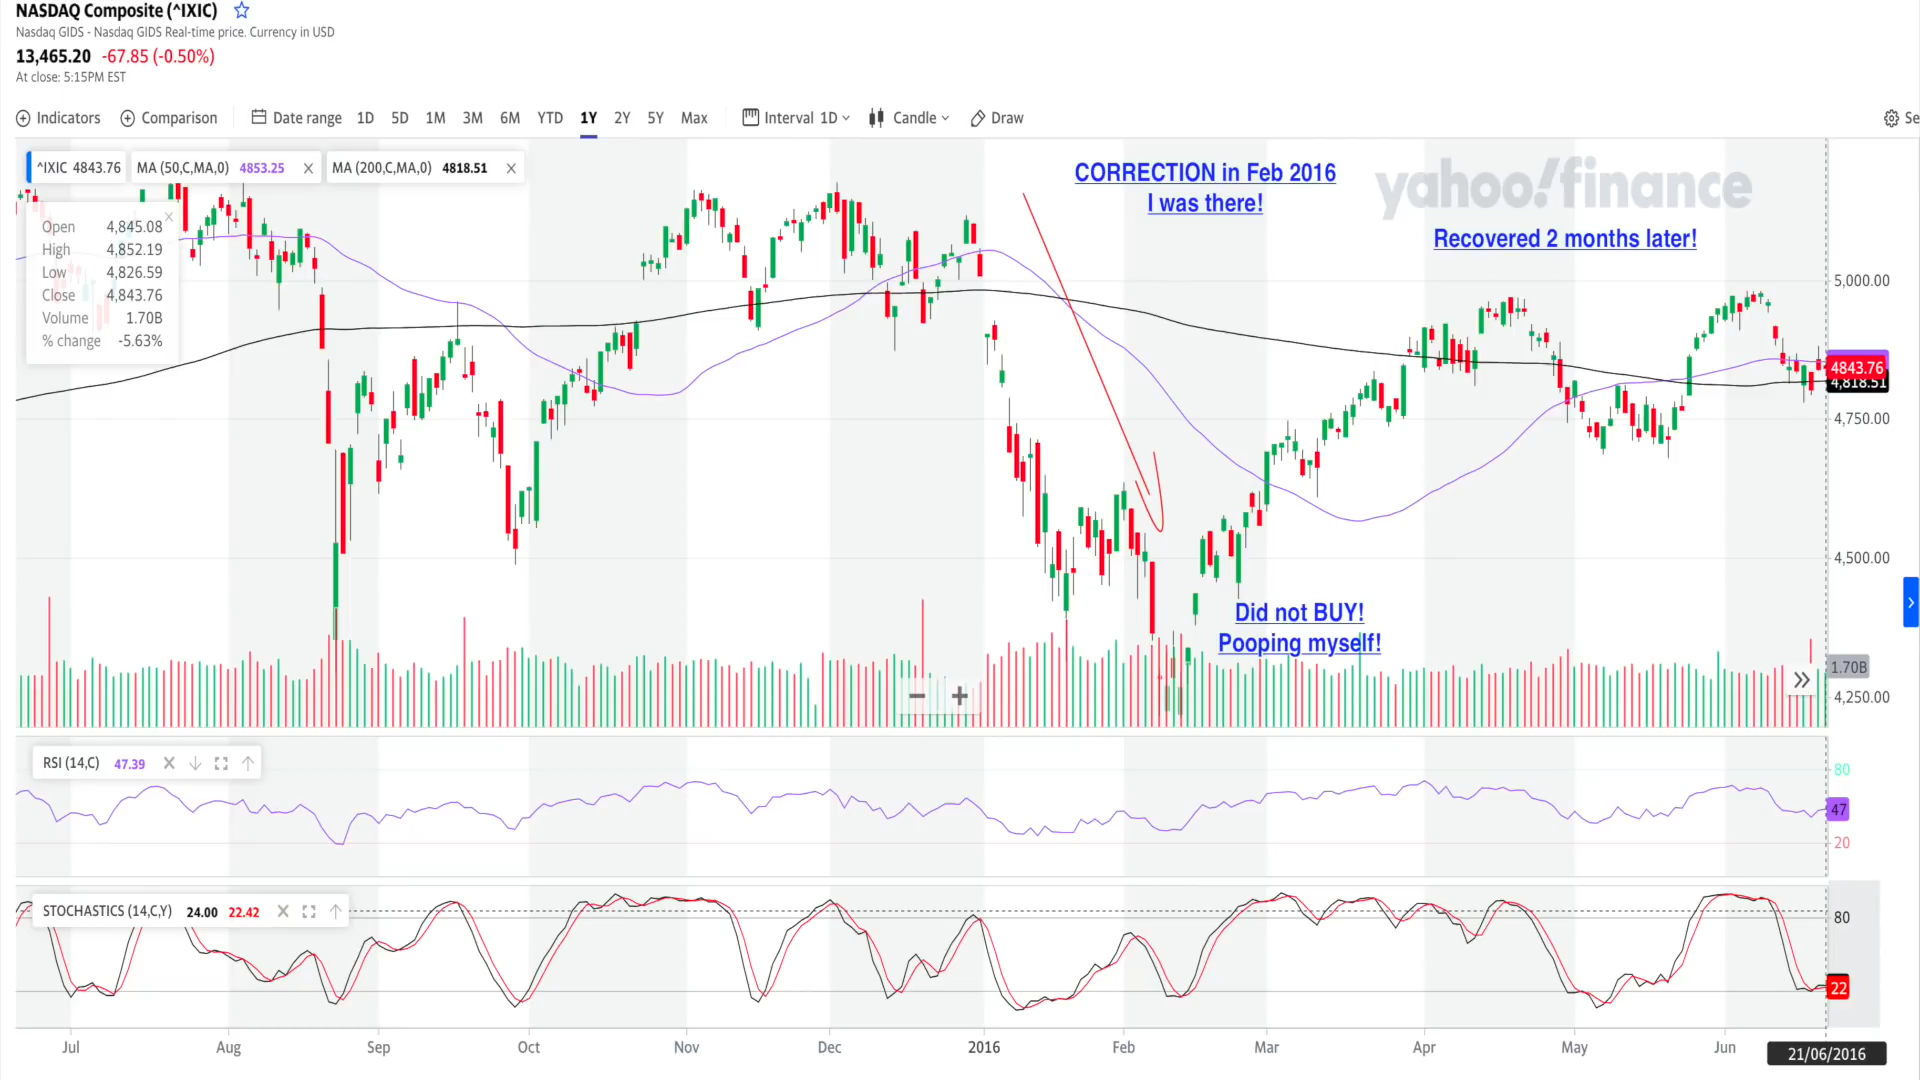 NASDAQ Composite (^IXIC)
Nasdaq GIDS - Nasdaq GIDS Real-time price. Currency in USD
13,465.20 -67.85 (-0.50%)
At close: 5:15PM EST
Indicators Comparison Date range 1D 5D 1M 3M 6M YTD 1Y 2Y 5Y Max Interval 1D Candle Draw Se
^IXIC 4843.76 MA (50,C,MA,0) 4853.25 X MA (200,C,MA,0) 4818.51 X
CORRECTION in Feb 2016
I was there!
yahoo!finance
Recovered 2 months later!
Open 4,845.08
High 4,852.19
Low 4,826.59
Close 4,843.76
Volume 1.70B
% change -5.63%
5,000.00
4843.76
4,818.51
4,750.00
4,500.00
Did not BUY!
Pooping myself!
1.70B
4,250.00
RSI (14,C) 47.39 X
80
47
20
STOCHASTICS (14,C,Y) 24.00 22.42 X
80
22
Jul Aug Sep Oct Nov Dec 2016 Feb Mar Apr May Jun 21/06/2016